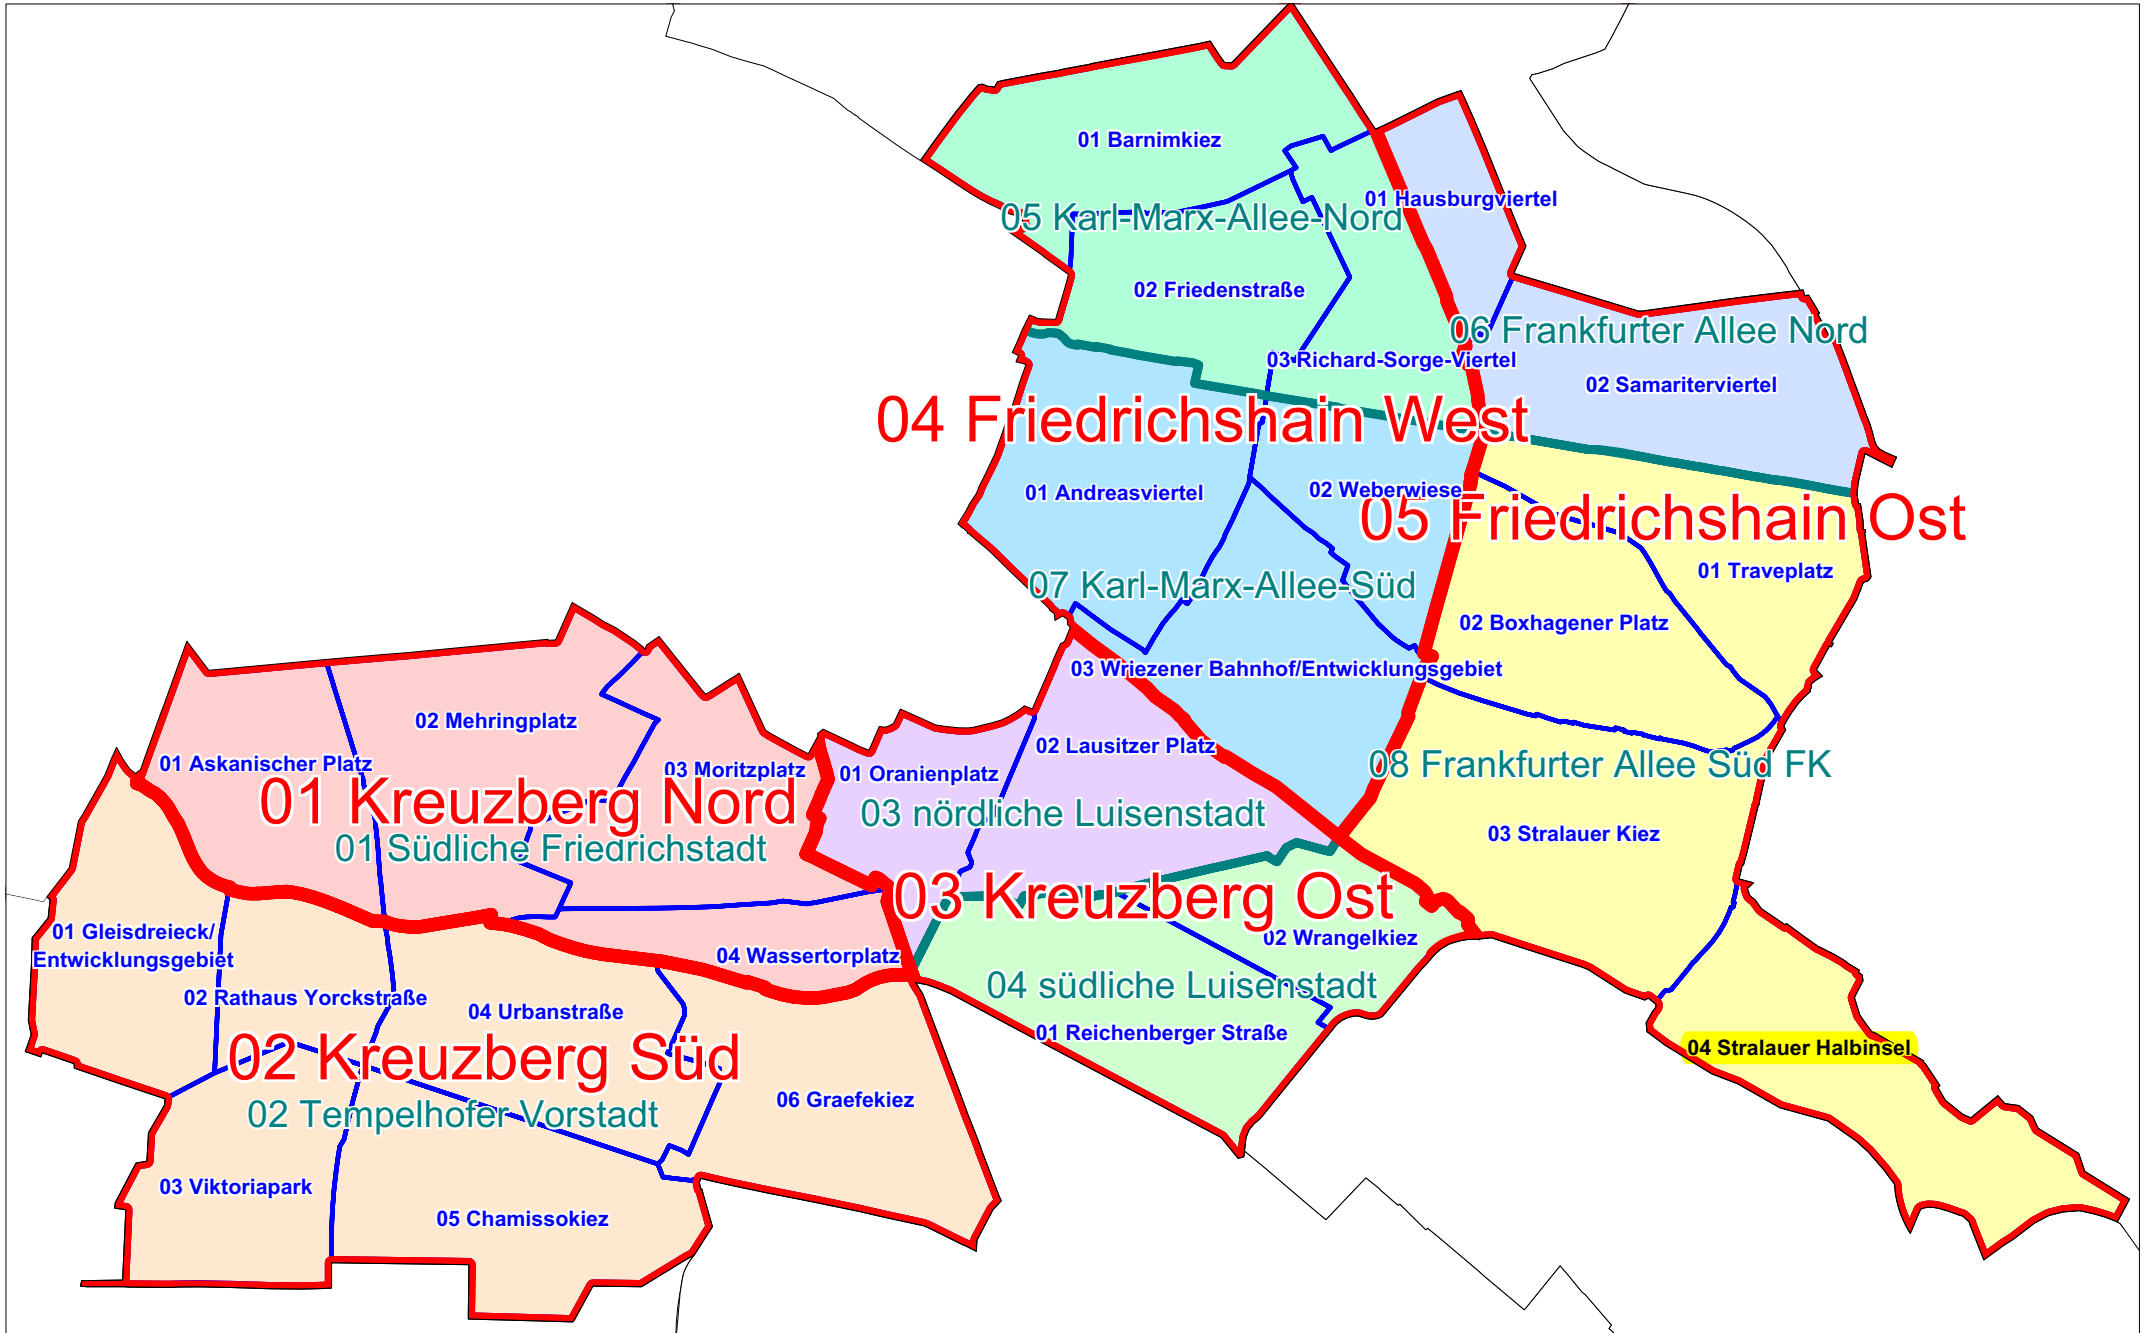 01 Barnimkiez
01 Hausburgviertel
05 Karl-Marx-Allee-Nord
02 Friedenstraße
06 Frankfurter Allee Nord
03 Richard-Sorge-Viertel
02 Samariterviertel
04 Friedrichshain West
01 Andreasviertel
02 Weberwiese
05 Friedrichshain Ost
01 Traveplatz
07 Karl-Marx-Allee-Süd
02 Boxhagener Platz
03 Wriezener Bahnhof/Entwicklungsgebiet
02 Mehringplatz
02 Lausitzer Platz
01 Askanischer Platz
03 Moritzplatz
01 Oranienplatz
08 Frankfurter Allee Süd FK
01 Kreuzberg Nord
03 nördliche Luisenstadt
03 Stralauer Kiez
01 Südliche Friedrichstadt
03 Kreuzberg Ost
01 Gleisdreieck/
Entwicklungsgebiet
02 Wrangelkiez
04 Wassertorplatz
04 südliche Luisenstadt
02 Rathaus Yorckstraße
04 Urbanstraße
01 Reichenberger Straße
04 Stralauer Halbinsel
02 Kreuzberg Süd
06 Graefekiez
02 Tempelhofer Vorstadt
03 Viktoriapark
05 Chamissokiez